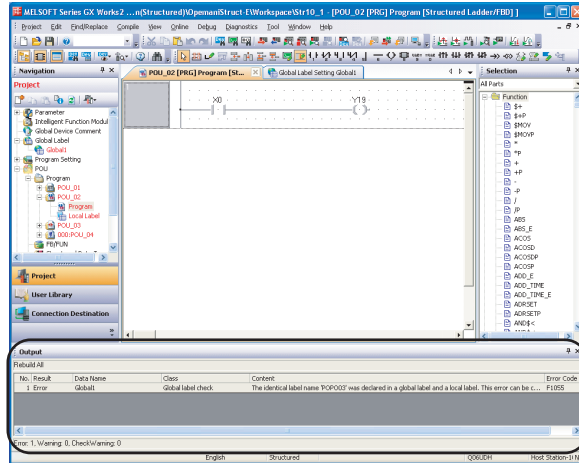 MELSOFT Series GX Works2 ...n(Structured)\OpemaniStruct-E\Workspace\Str10_1 - [POU_02 [PRG] Program [Structured Ladder/FBD] ]
Project Edit Find/Replace Compile View Online Debug Diagnostics Tool Window Help
Navigation
POU_02 [PRG] Program [St...
Global Label Setting Global1
Selection
Project
All Parts
Parameter
Intelligent Function Modul
Global Device Comment
Global Label
Global1
Program Setting
POU
Program
POU_01
POU_02
Program
Local Label
POU_03
000:POU_04
FB/FUN
1
X0
Y19
Function
$+
$+P
$MOV
$MOVP
*
*P
+
+P
-
-P
/
/P
ABS
ABS_E
ACOS
ACOSD
ACOSDP
ACOSP
ADD_E
ADD_TIME
ADD_TIME_E
ADRSET
ADRSETP
AND$<
Project
User Library
Connection Destination
Output
Rebuild All
No. Result Data Name Class Content Error Code
1 Error Global1 Global label check The identical label name 'POPO03' was declared in a global label and a local label. This error can be c... F1055
Error: 1, Warning: 0, CheckWarning: 0
English Structured Q06UDH Host Station-1(N